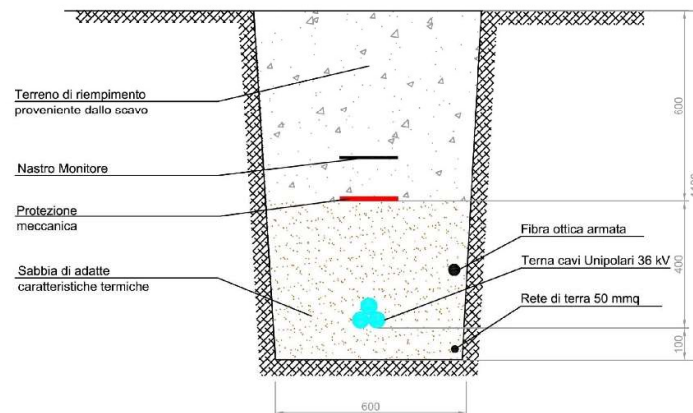 Terreno di riempimento
proveniente dallo scavo
Nastro Monitore
Protezione
meccanica
Sabbia di adatte
caratteristiche termiche
Fibra ottica armata
Terna cavi Unipolari 36 kV
Rete di terra 50 mmq
600
400
100
600